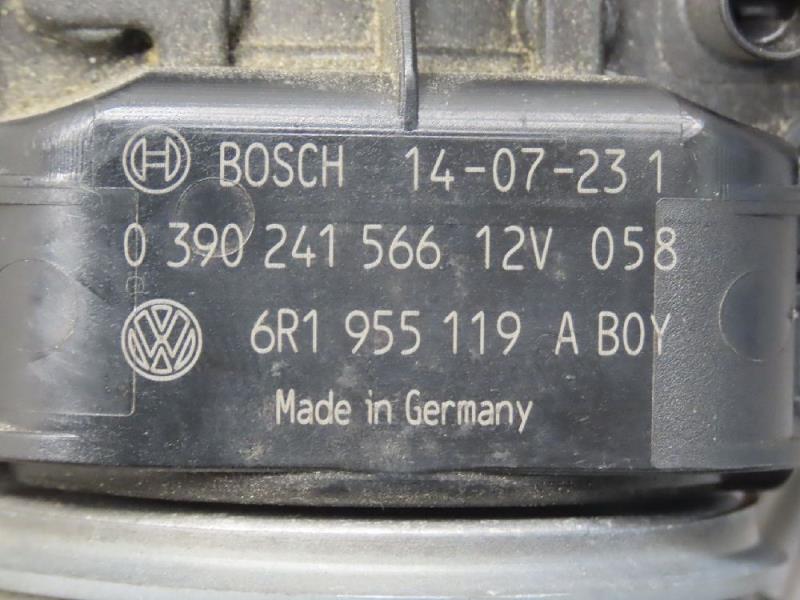 BOSCH 14-07-23 1
0 390 241 566 12V 058
6R1 955 119 A B0Y
Made in Germany